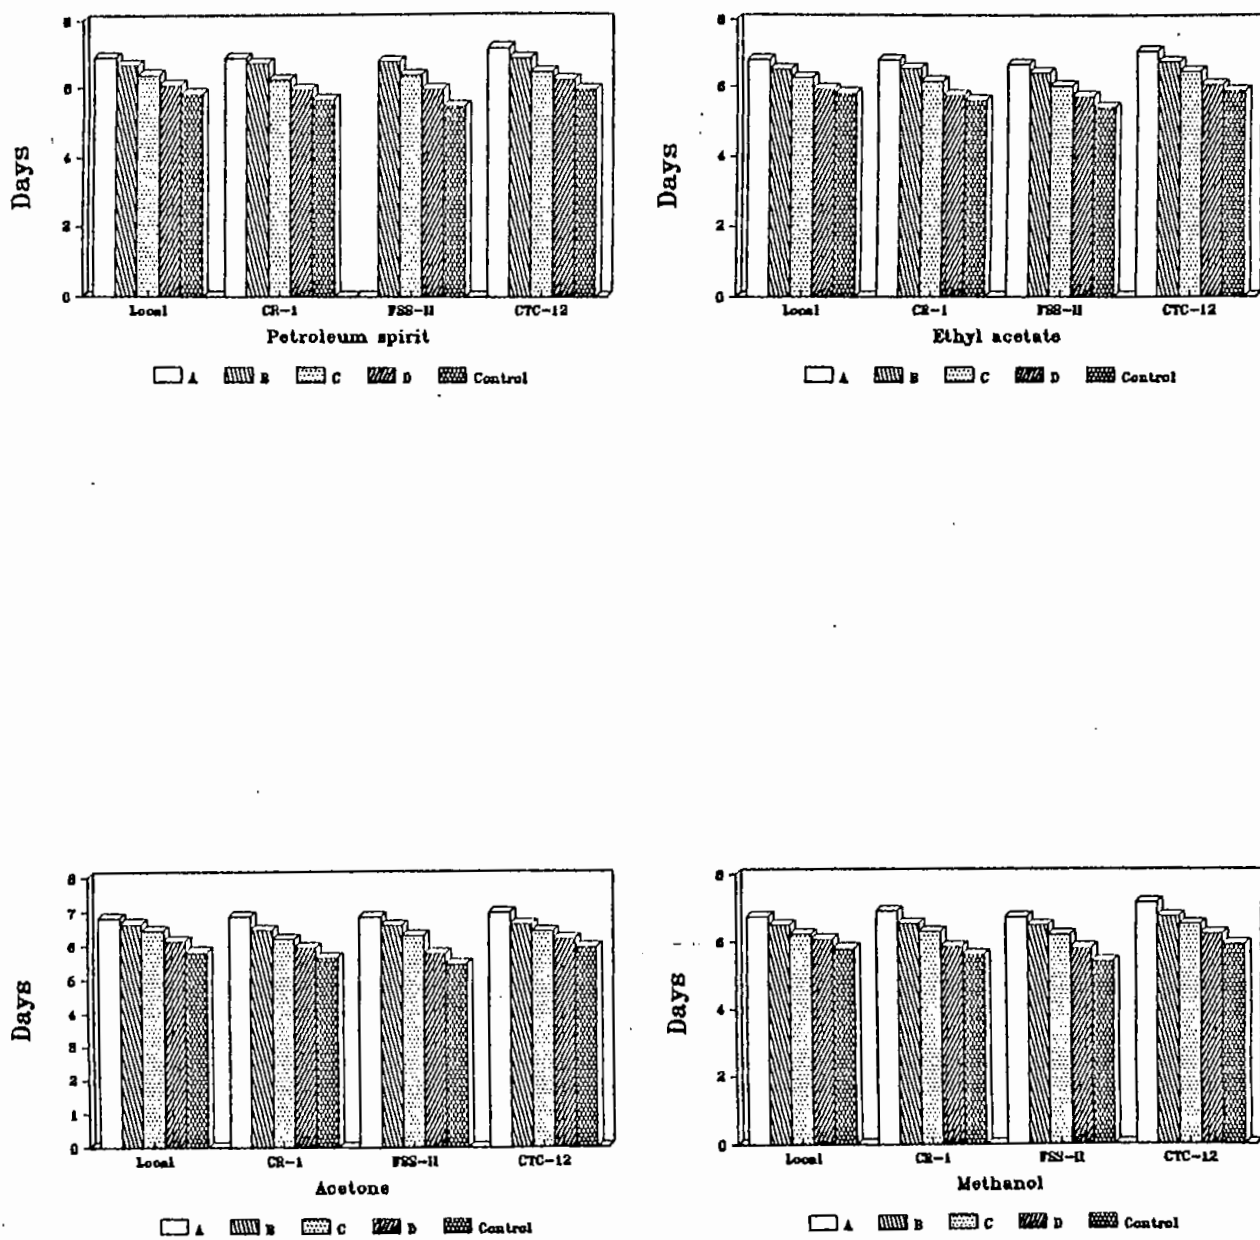 8
6
4
2
0
Days
Local CR-1 FSS-II CTC-12
Petroleum spirit
A B C D Control
8
6
4
2
0
Days
Local CR-1 FSS-II CTC-12
Ethyl acetate
A B C D Control
8
7
6
5
4
3
2
1
0
Days
Local CR-1 FSS-II CTC-12
Acetone
A B C D Control
8
6
4
2
0
Days
Local CR-1 FSS-II CTC-12
Methanol
A B C D Control